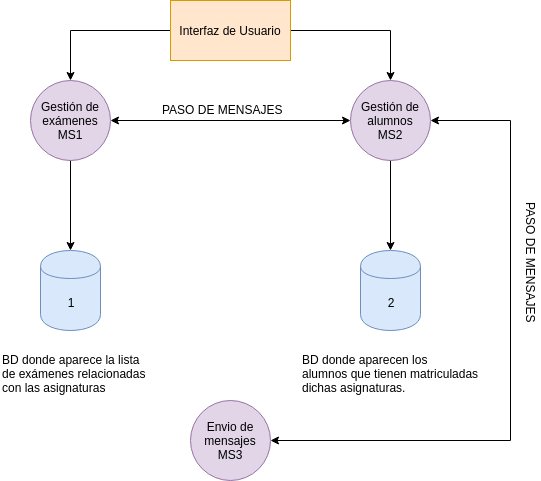 Interfaz de Usuario
Gestión de
exámenes
MS1
PASO DE MENSAJES
Gestión de
alumnos
MS2
PASO DE MENSAJES
1
2
BD donde aparece la lista
de exámenes relacionadas
con las asignaturas
BD donde aparecen los
alumnos que tienen matriculadas
dichas asignaturas.
Envio de
mensajes
MS3